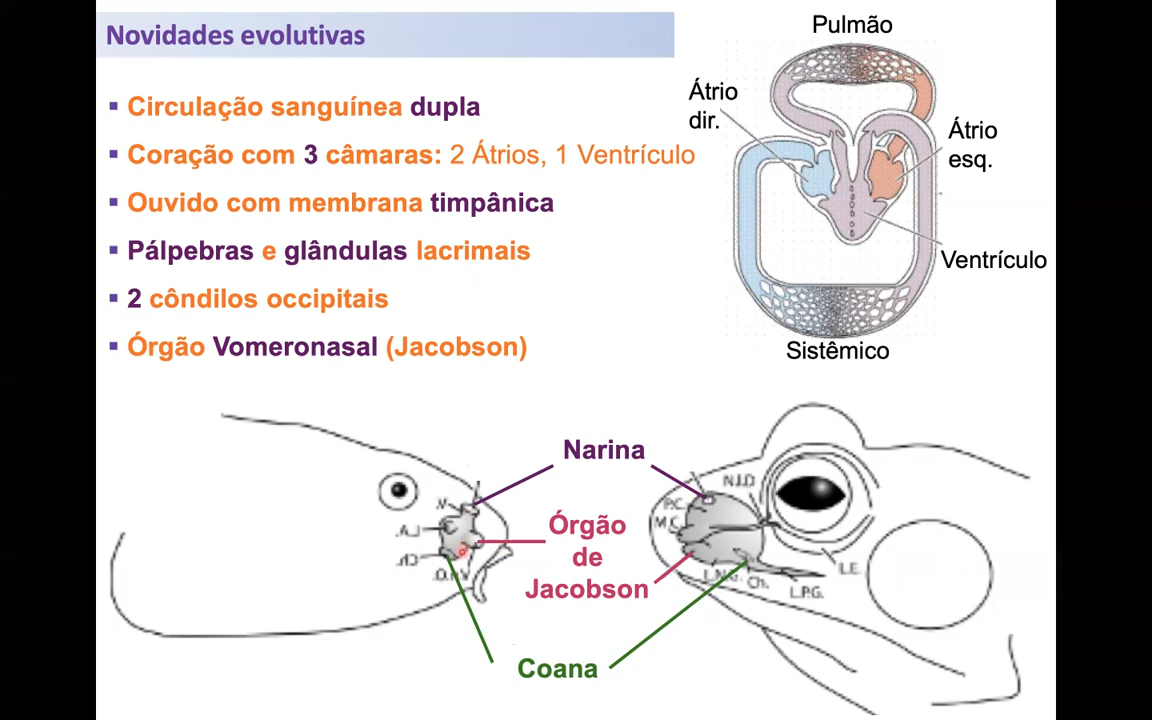 Novidades evolutivas
▪ Circulação sanguínea dupla
▪ Coração com 3 câmaras: 2 Átrios, 1 Ventrículo
▪ Ouvido com membrana timpânica
▪ Pálpebras e glândulas lacrimais
▪ 2 côndilos occipitais
▪ Órgão Vomeronasal (Jacobson)
Pulmão
Átrio
dir.
Átrio
esq.
Ventrículo
Sistêmico
Narina
Órgão
de
Jacobson
Coana
N.L.D
P.C.
M.C.
L.E.
Ch.
L.P.G.